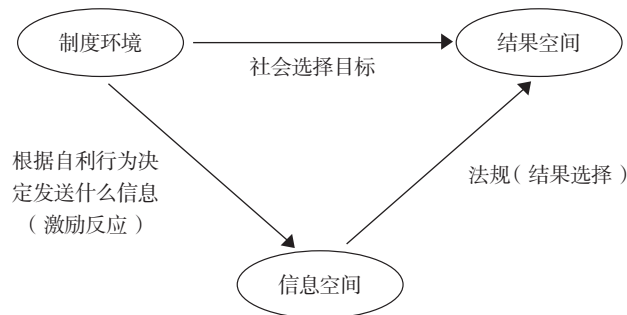 制度环境
结果空间
社会选择目标
根据自利行为决
定发送什么信息
（激励反应）
法规（结果选择）
信息空间